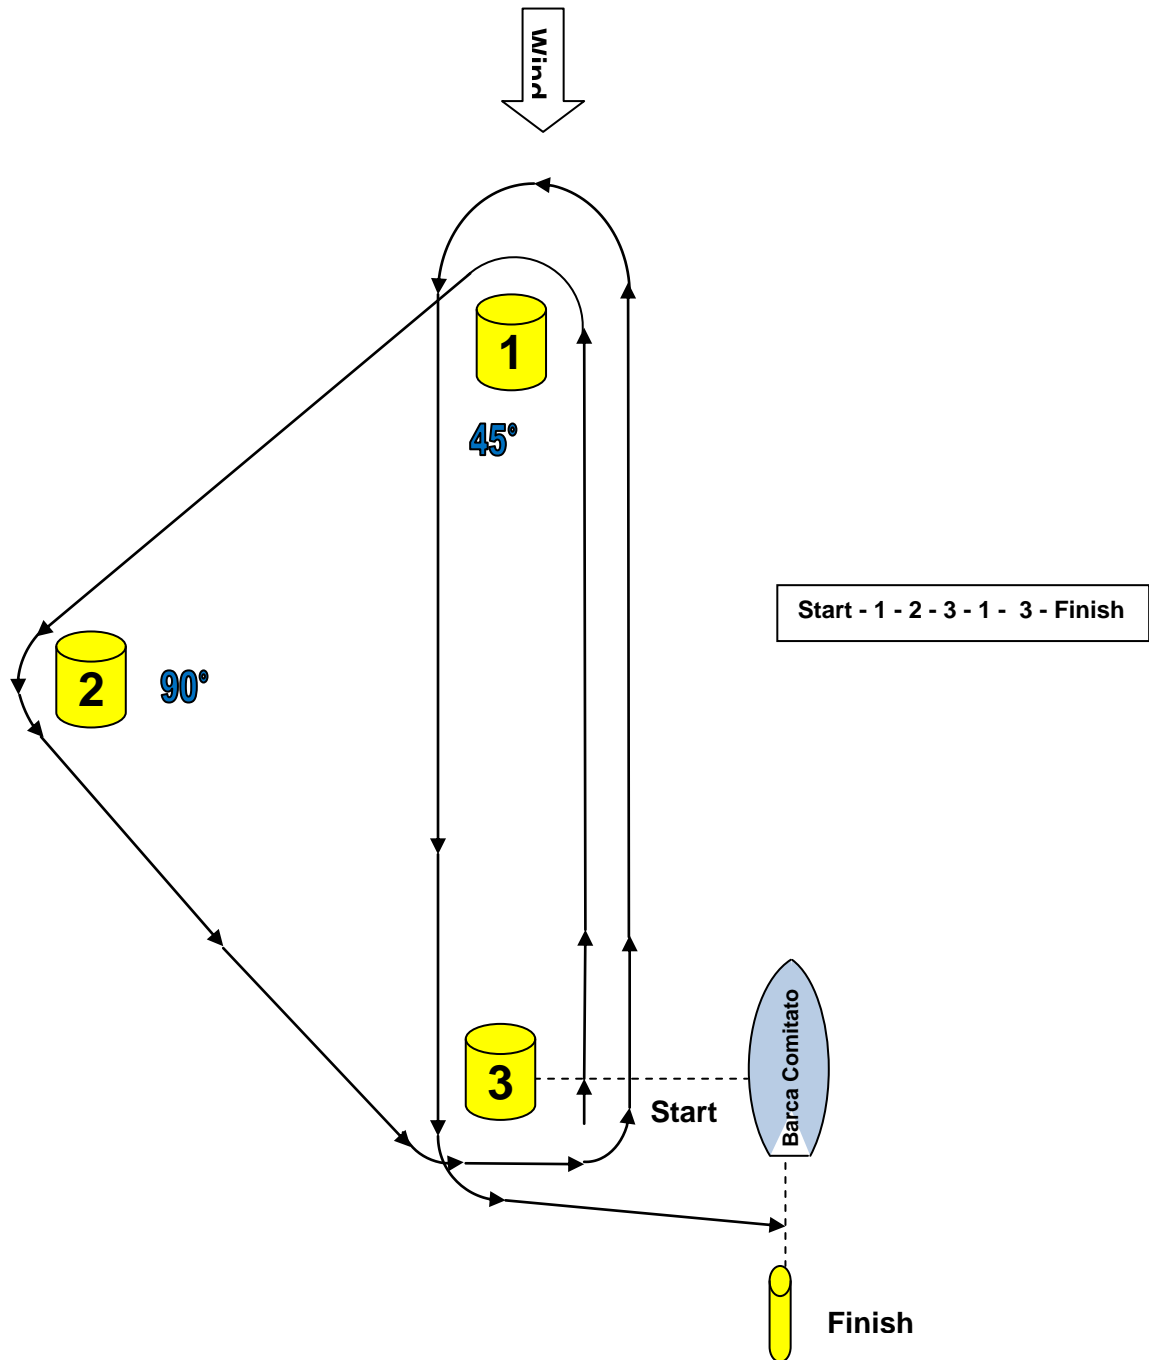 Wind
1
45°
Start - 1 - 2 - 3 - 1 -  3 - Finish
2
90°
3
Barca Comitato
Start
Finish